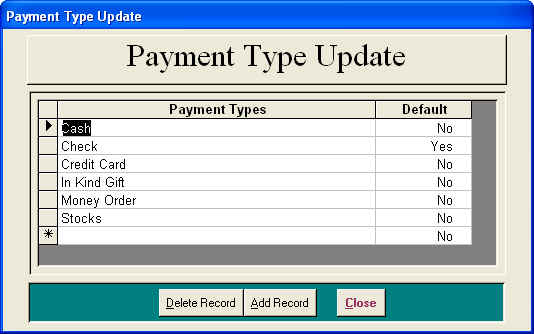 Payment Type Update
Payment Type Update
Payment Types Default
Cash No
Check Yes
Credit Card No
In Kind Gift No
Money Order No
Stocks No
* No
Delete Record Add Record Close